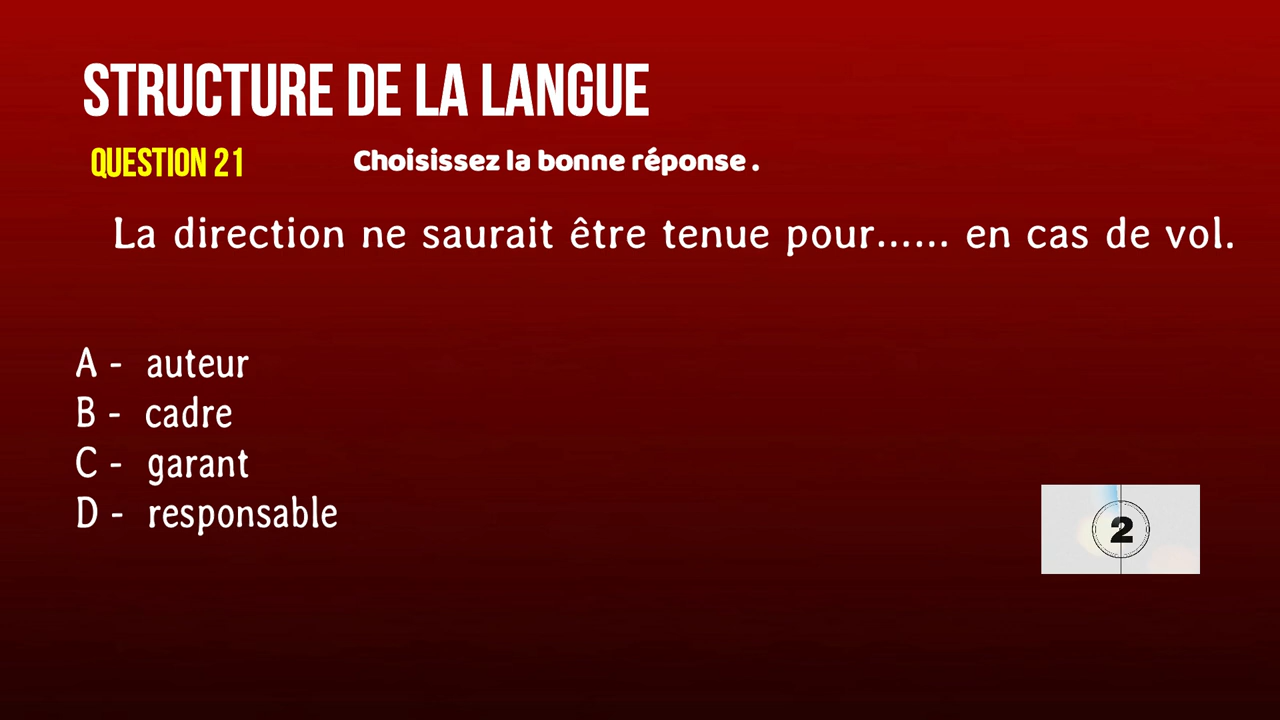 STRUCTURE DE LA LANGUE
QUESTION 21 Choisissez la bonne réponse .
La direction ne saurait être tenue pour...... en cas de vol.
A - auteur
B - cadre
C - garant
D - responsable
2